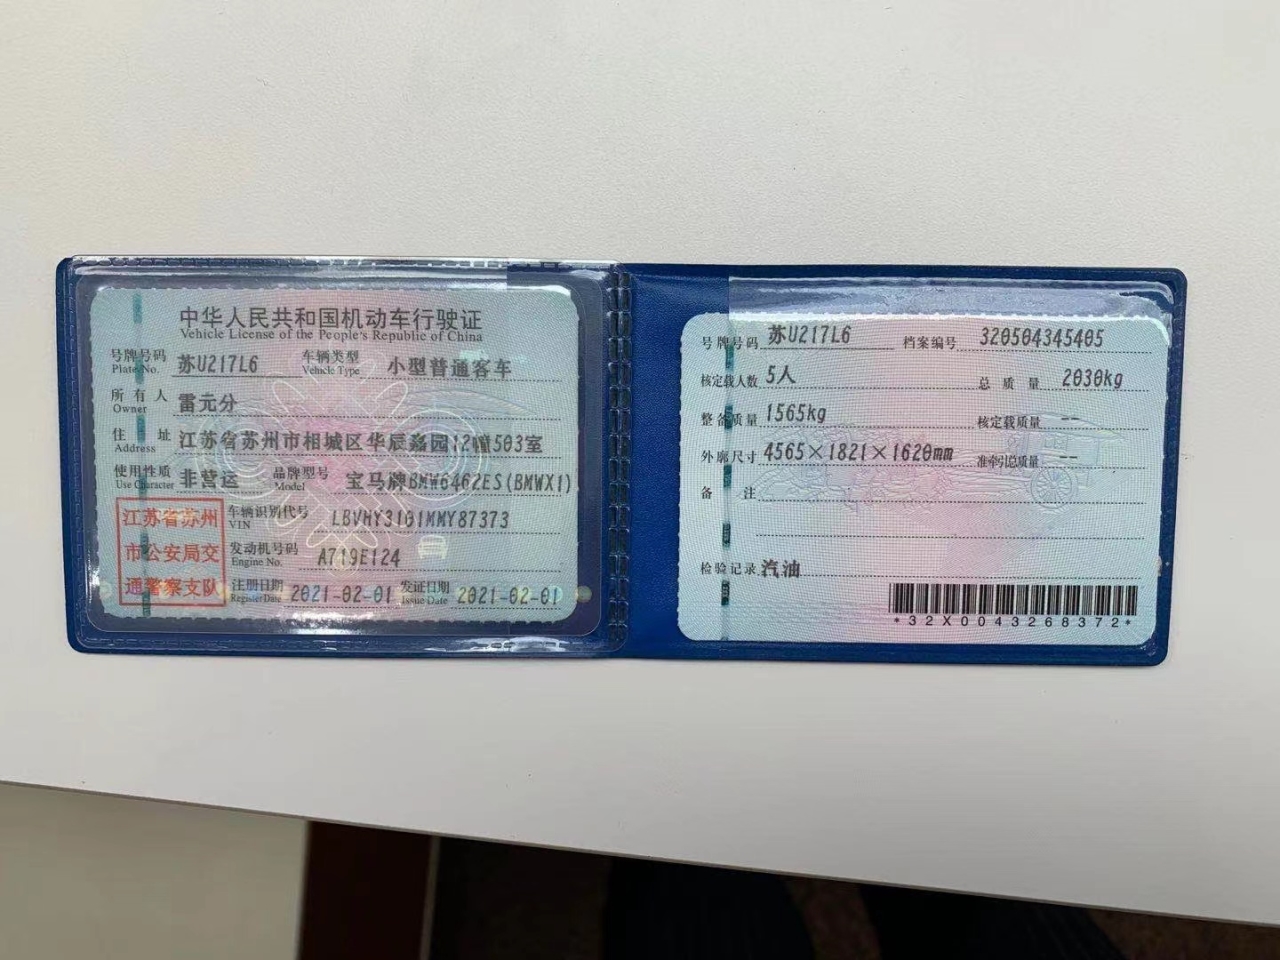 中华人民共和国机动车行驶证
Vehicle License of the People's Republic of China
号牌号码 苏U217L6 车辆类型 小型普通客车
Plate No. Vehicle Type
所有人 雷元分
Owner
住址 江苏省苏州市相城区华辰嘉园12幢503室
Address
使用性质 非营运 品牌型号 宝马牌BMW6462ES(BMWX1)
Use Character Model
江苏省苏州
市公安局交
通警察支队
车辆识别代号 LBVHY3101MMY87373
VIN
发动机号码 A719E124
Engine No.
注册日期 2021-02-01 发证日期 2021-02-01
Register Date Issue Date
号牌号码 苏U217L6 档案编号 320504345405
核定载人数 5人 总质量 2030kg
整备质量 1565kg 核定载质量 --
外廓尺寸 4565×1821×1620mm 准牵引总质量 --
备注
检验记录 汽油
*32X0043268372*